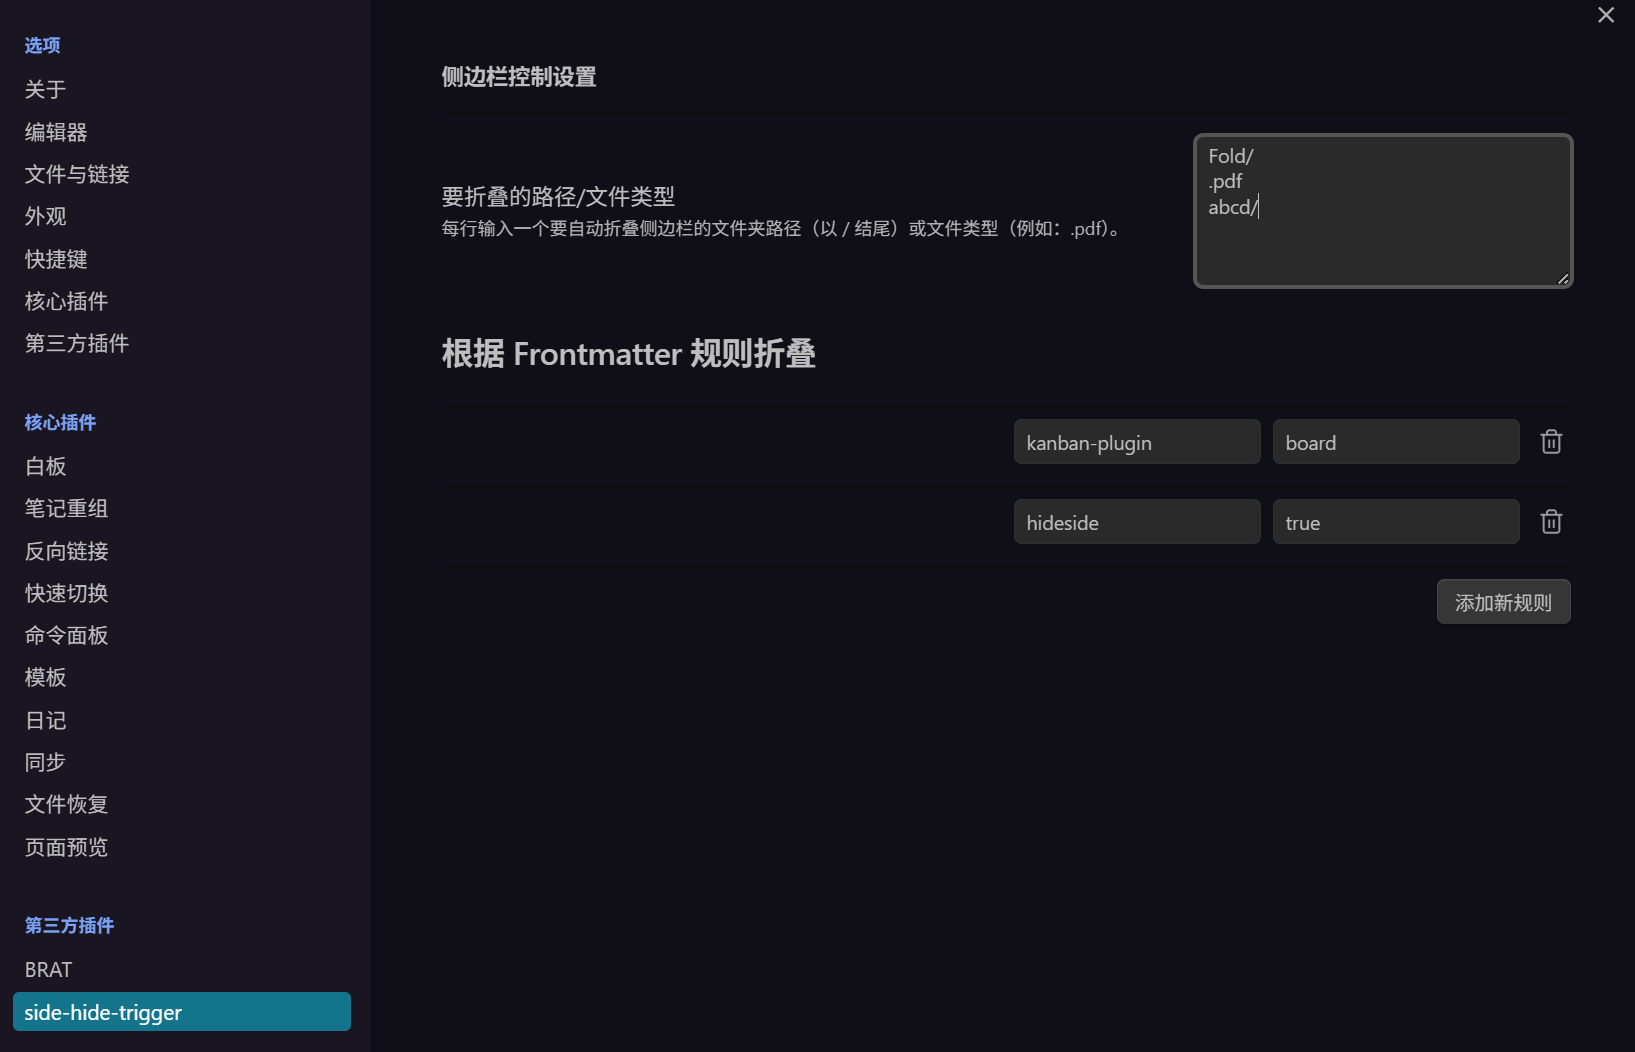 选项
关于
编辑器
文件与链接
外观
快捷键
核心插件
第三方插件
核心插件
白板
笔记重组
反向链接
快速切换
命令面板
模板
日记
同步
文件恢复
页面预览
第三方插件
BRAT
side-hide-trigger
侧边栏控制设置
要折叠的路径/文件类型
每行输入一个要自动折叠侧边栏的文件夹路径（以 / 结尾）或文件类型（例如：.pdf）。
Fold/
.pdf
abcd/
根据 Frontmatter 规则折叠
kanban-plugin board
hideside true
添加新规则